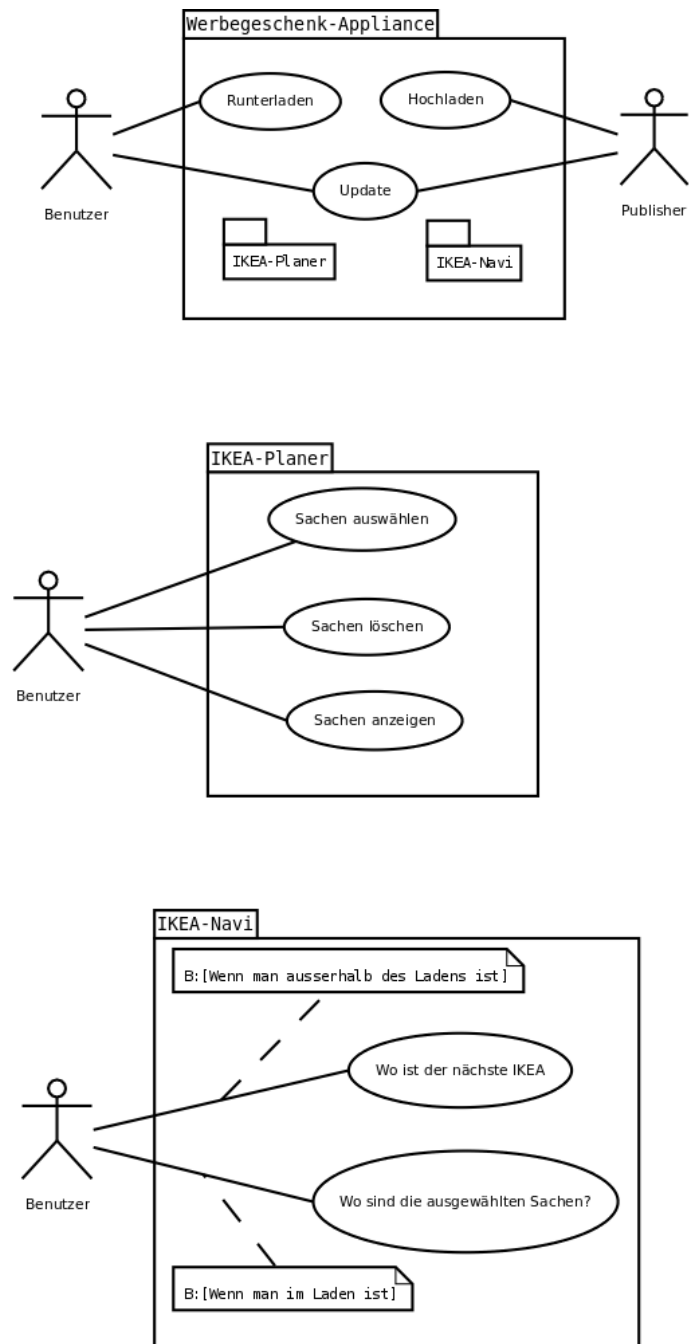 Werbegeschenk-Appliance
Runterladen
Hochladen
Update
Benutzer
Publisher
IKEA-Planer
IKEA-Navi
IKEA-Planer
Sachen auswählen
Sachen löschen
Sachen anzeigen
Benutzer
IKEA-Navi
B:[Wenn man ausserhalb des Ladens ist]
Wo ist der nächste IKEA
Wo sind die ausgewählten Sachen?
Benutzer
B:[Wenn man im Laden ist]